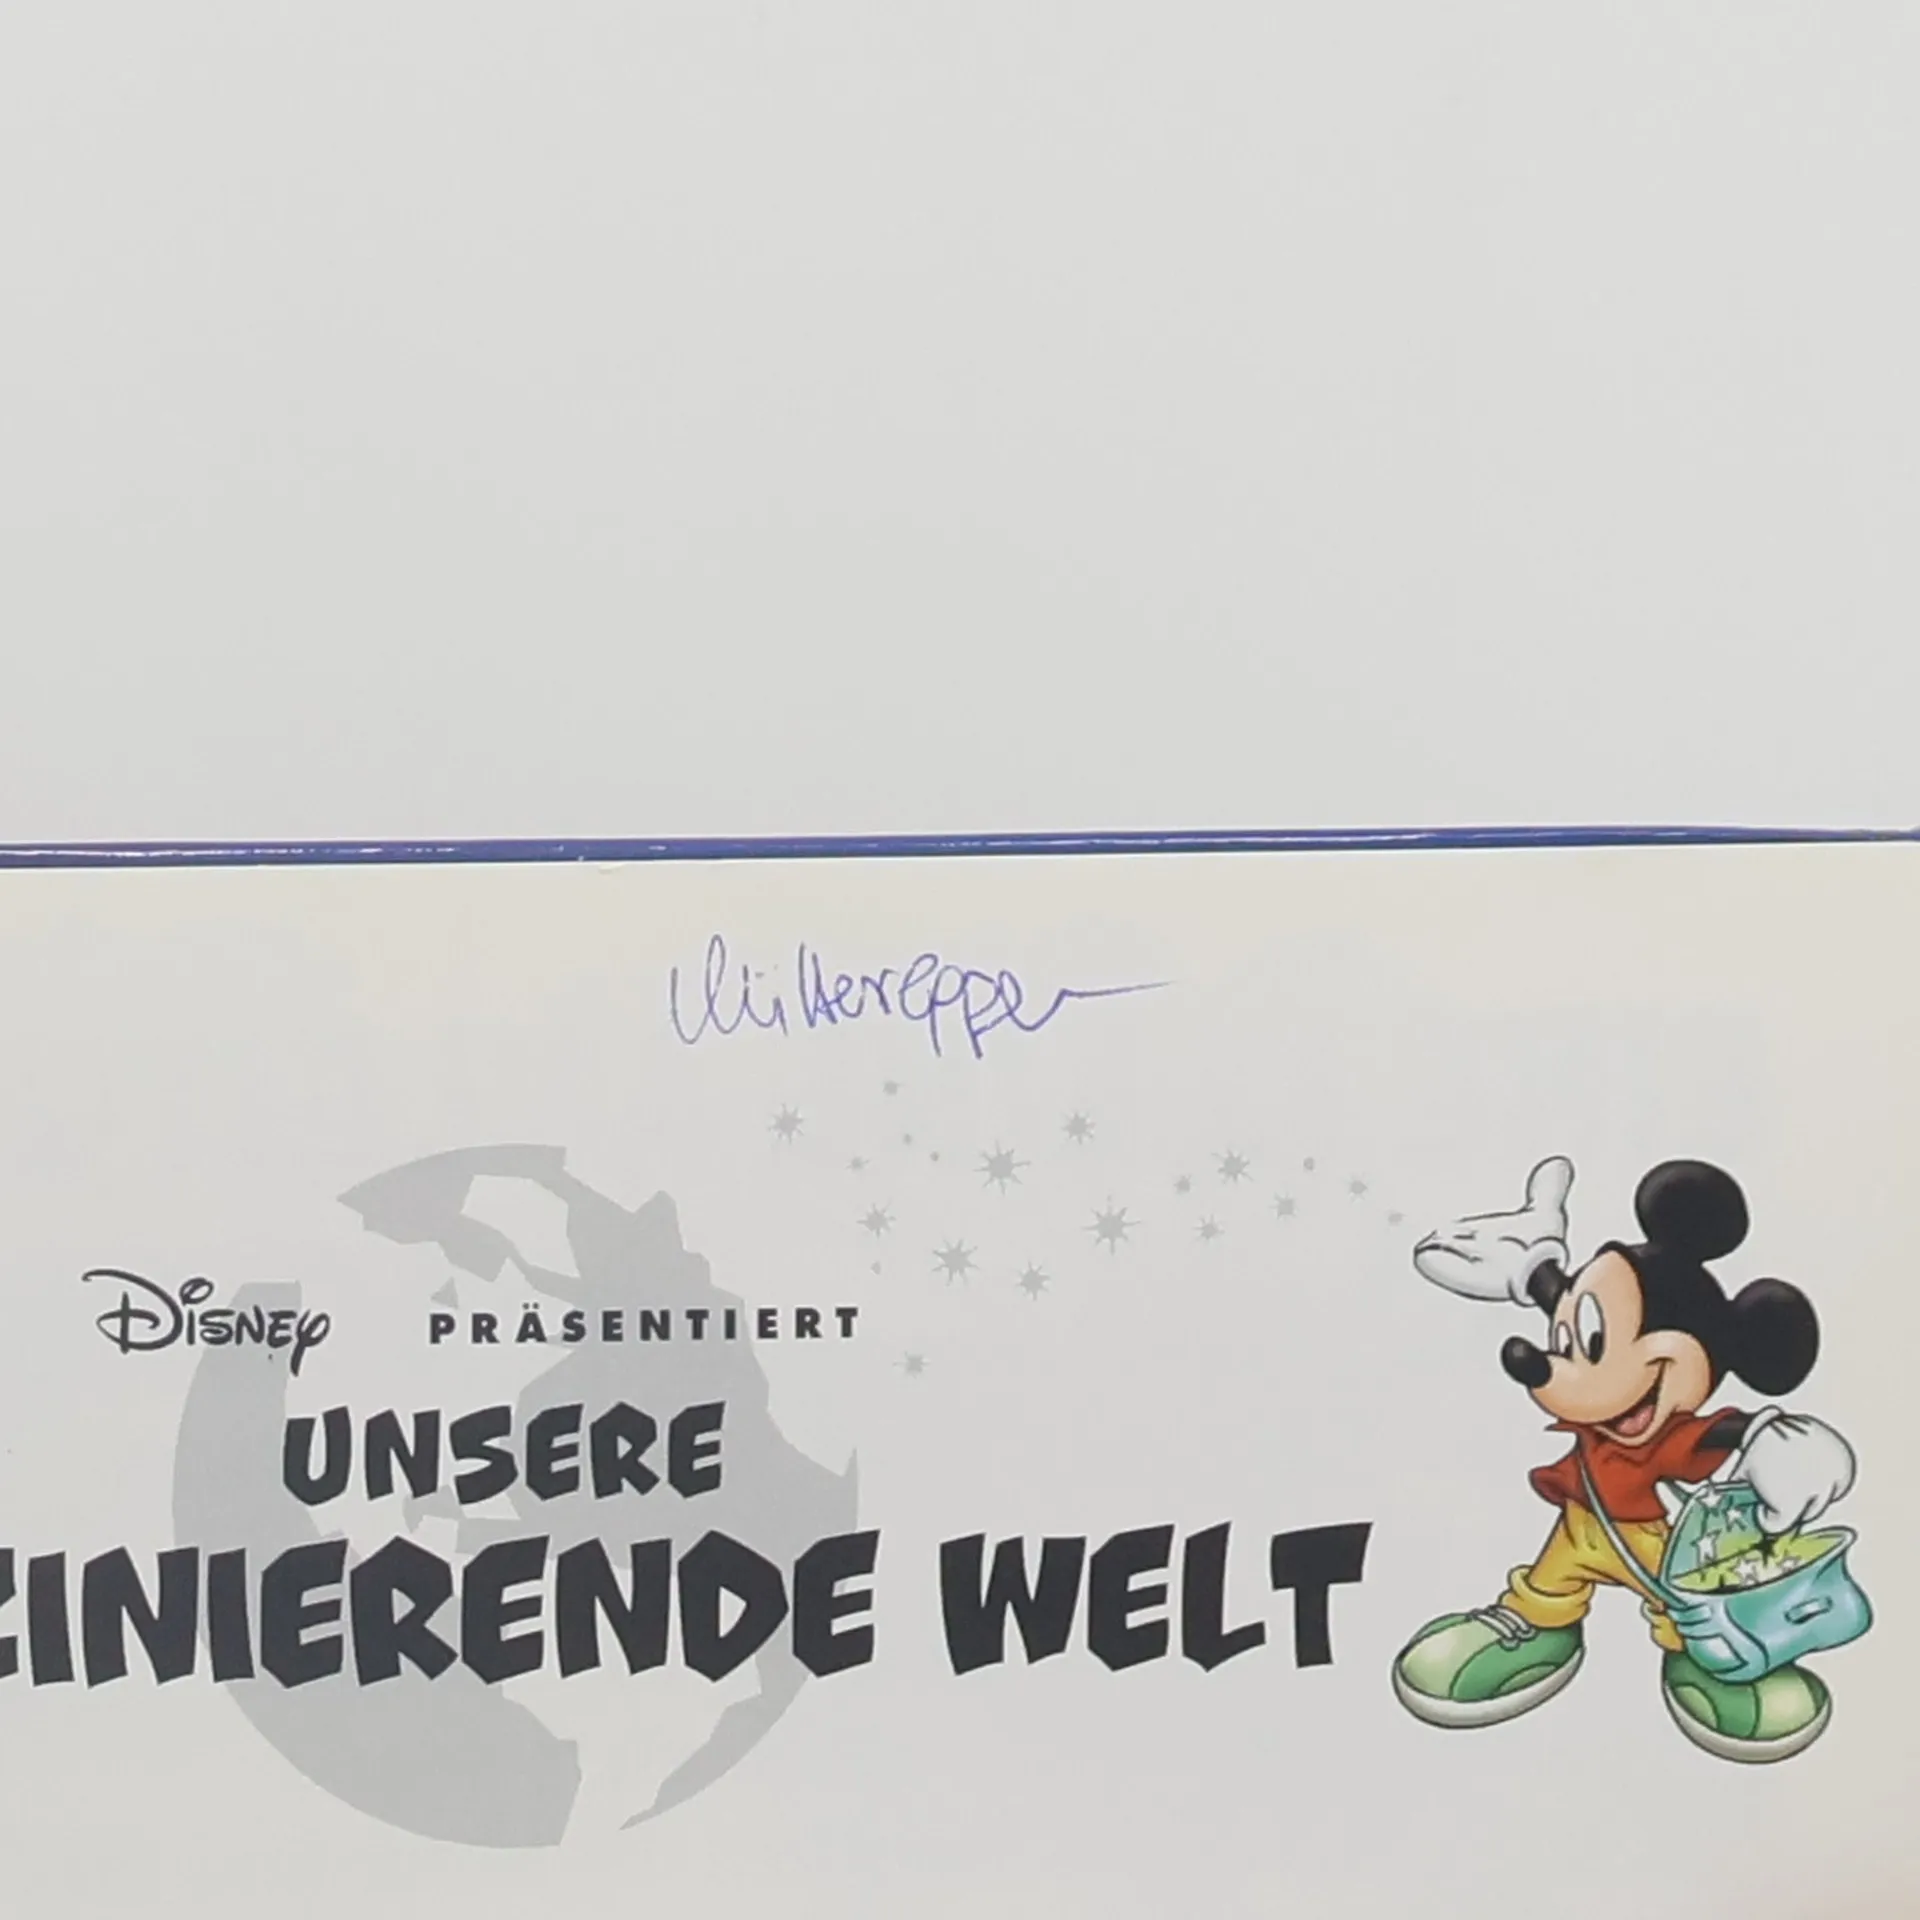 Disney PRÄSENTIERT
UNSERE
ZINIERENDE WELT